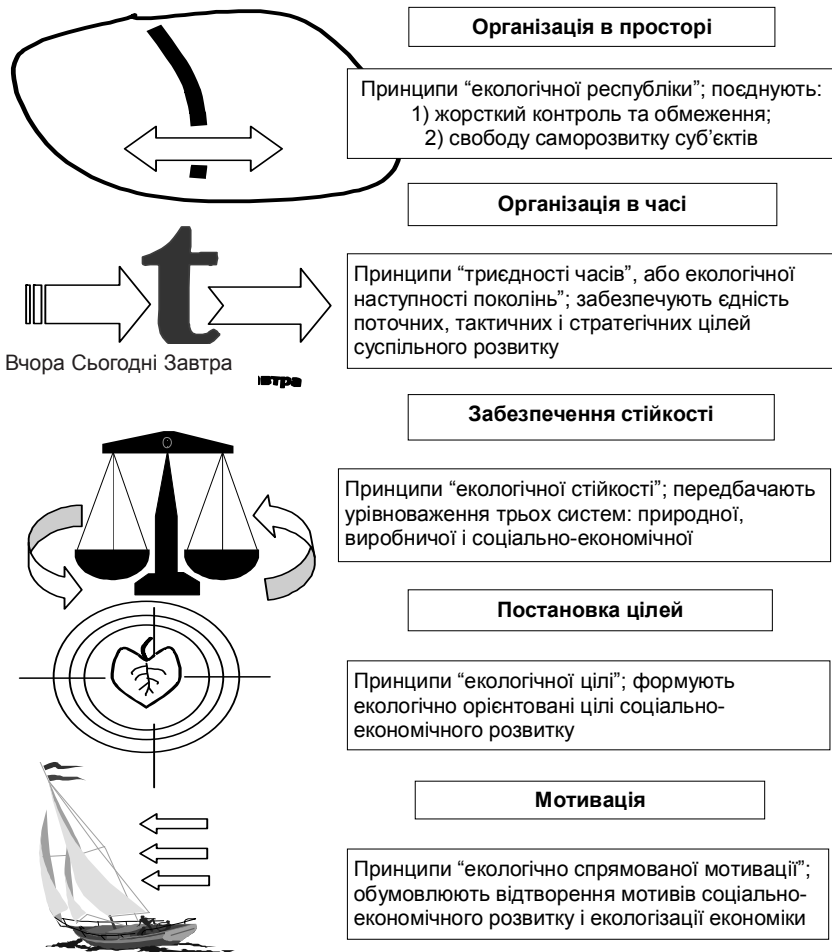 Організація в просторі
Принципи “екологічної республіки”; поєднують:
1) жорсткий контроль та обмеження;
2) свободу саморозвитку суб’єктів
Організація в часі
t
Принципи “триєдності часів”, або екологічної
наступності поколінь”; забезпечують єдність
поточних, тактичних і стратегічних цілей
суспільного розвитку
Вчора Сьогодні Завтра
втра
Забезпечення стійкості
Принципи “екологічної стійкості”; передбачають
урівноваження трьох систем: природної,
виробничої і соціально-економічної
Постановка цілей
Принципи “екологічної цілі”; формують
екологічно орієнтовані цілі соціально-
економічного розвитку
Мотивація
Принципи “екологічно спрямованої мотивації”;
обумовлюють відтворення мотивів соціально-
економічного розвитку і екологізації економіки